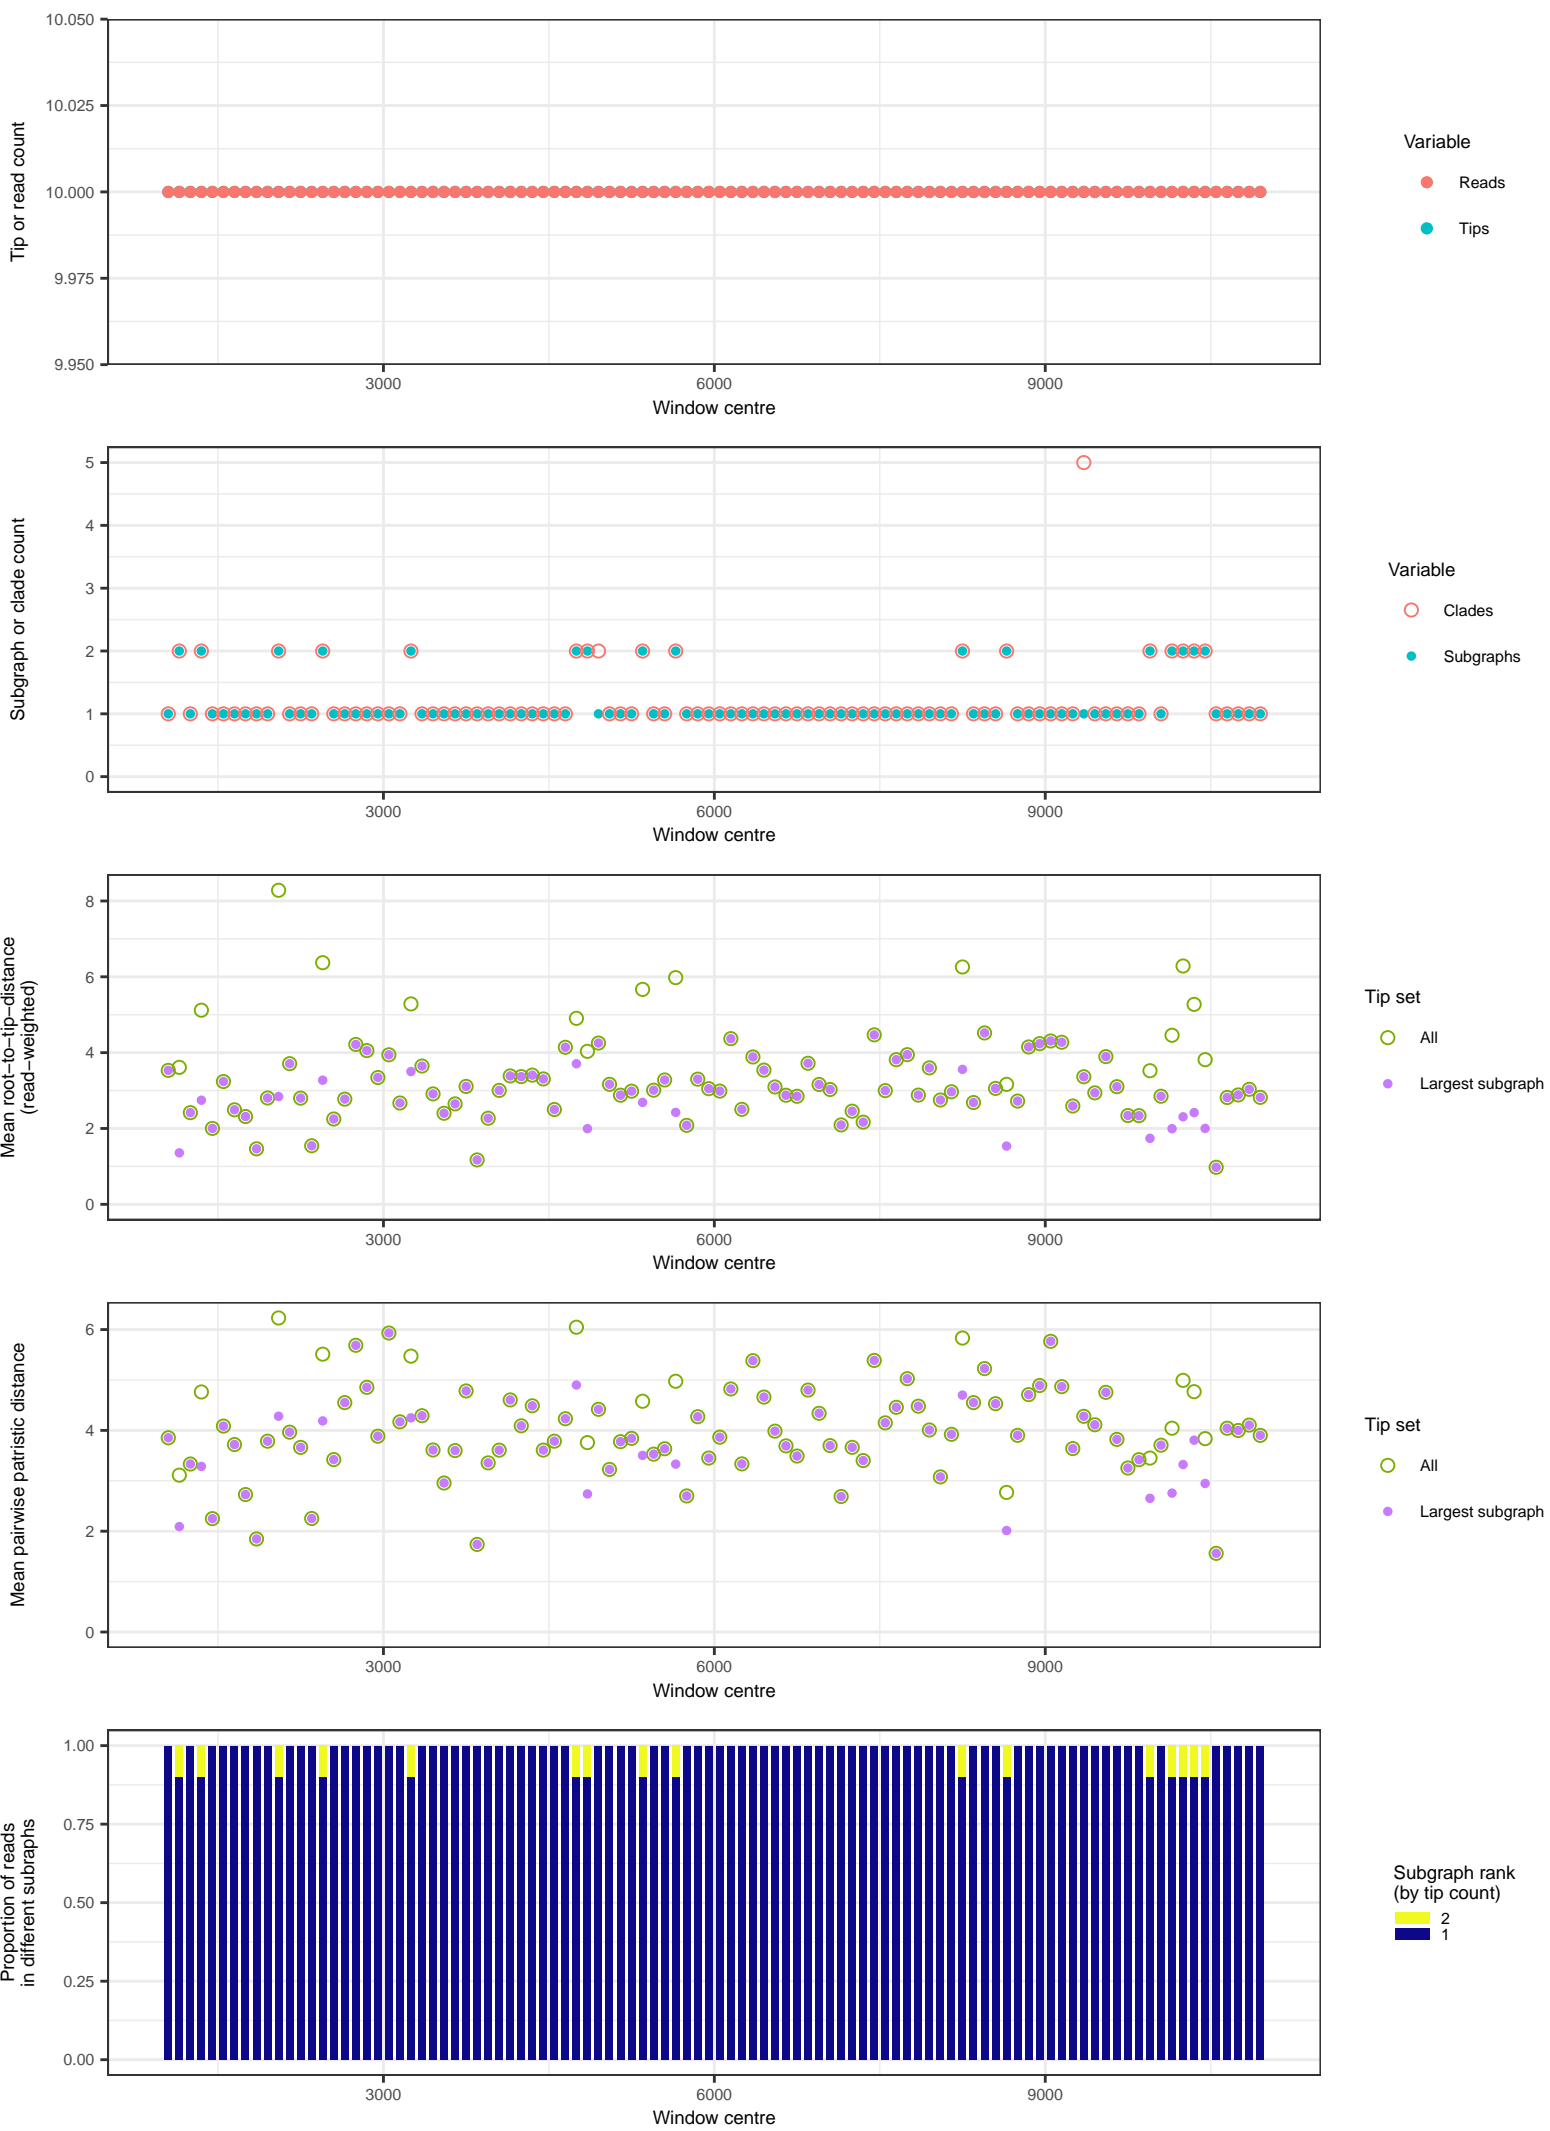 10.050
10.025
10.000
9.975
9.950
Tip or read count
3000 6000 9000
Window centre
Variable
Reads
Tips
5
4
3
2
1
0
Subgraph or clade count
3000 6000 9000
Window centre
Variable
Clades
Subgraphs
8
6
4
2
0
Mean root−to−tip−distance
(read−weighted)
3000 6000 9000
Window centre
Tip set
All
Largest subgraph
6
4
2
0
Mean pairwise patristic distance
3000 6000 9000
Window centre
Tip set
All
Largest subgraph
1.00
0.75
0.50
0.25
0.00
Proportion of reads
in different subraphs
3000 6000 9000
Window centre
Subgraph rank
(by tip count)
2
1